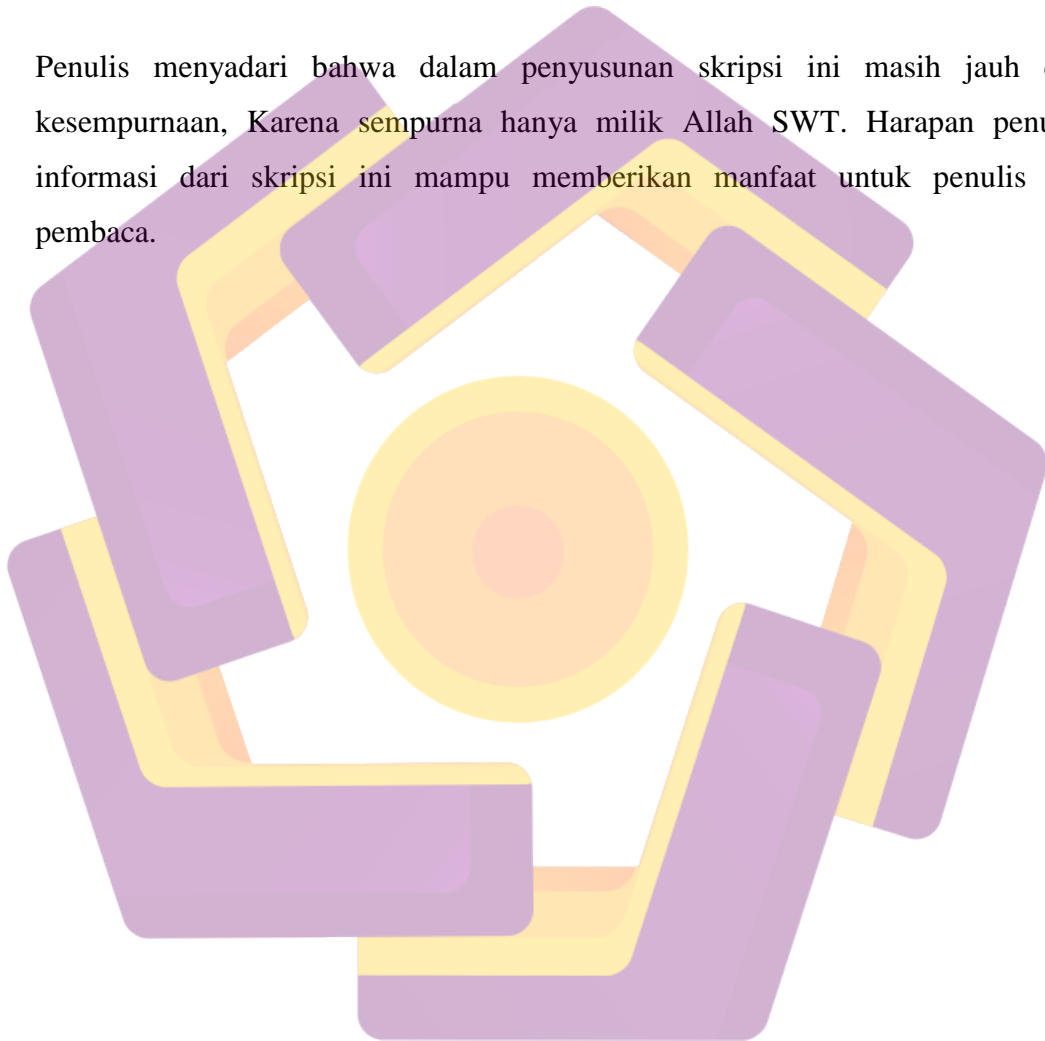 Penulis menyadari bahwa dalam penyusunan skripsi ini masih jauh
kesempurnaan, Karena sempurna hanya milik Allah SWT. Harapan
informasi dari skripsi ini mampu memberikan manfaat untuk penulis
pembaca.